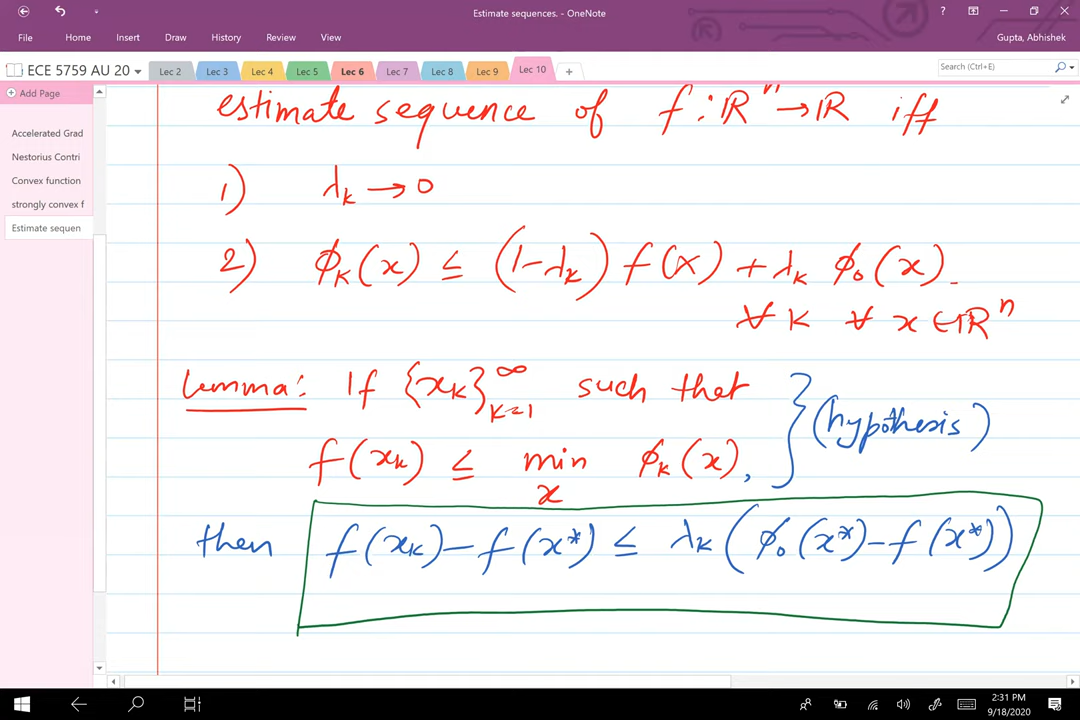 Estimate sequences. - OneNote
?
File
Home
Insert
Draw
History
Review
View
Gupta, Abhishek
ECE 5759 AU 20
Lec 2
Lec 3
Lec 4
Lec 5
Lec 6
Lec 7
Lec 8
Lec 9
Lec 10
+
Search (Ctrl+E)
Add Page
Accelerated Grad
Nestorius Contri
Convex function
strongly convex f
Estimate sequen
estimate sequence of f : ℝⁿ → ℝ iff
1) λₖ → 0
2) ϕₖ(x) ≤ (1-λₖ) f(x) + λₖ ϕ₀(x).
∀ k ∀ x ∈ ℝⁿ
Lemma: If {xₖ}_{k=1}^∞ such that
f(xₖ) ≤ min_x ϕₖ(x),
(hypothesis)
then f(xₖ) - f(x*) ≤ λₖ(ϕ₀(x*) - f(x*))
2:31 PM
9/18/2020